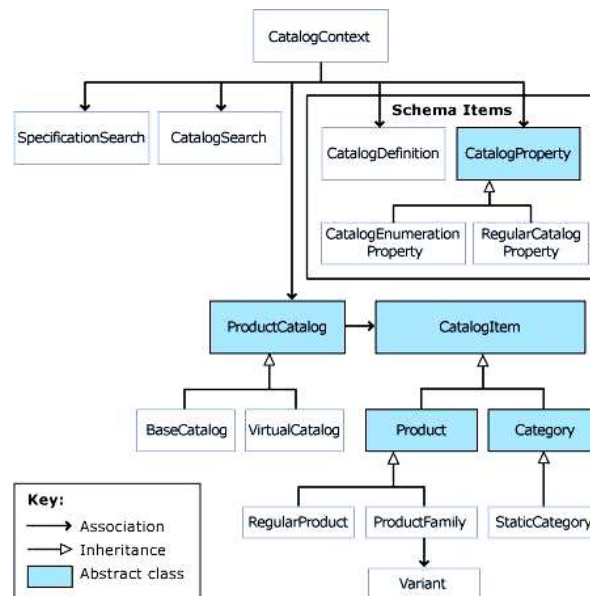 CatalogContext
Schema Items
SpecificationSearch
CatalogSearch
CatalogDefinition
CatalogProperty
CatalogEnumeration
Property
RegularCatalog
Property
ProductCatalog
CatalogItem
BaseCatalog
VirtualCatalog
Product
Category
Key:
Association
Inheritance
Abstract class
RegularProduct
ProductFamily
StaticCategory
Variant